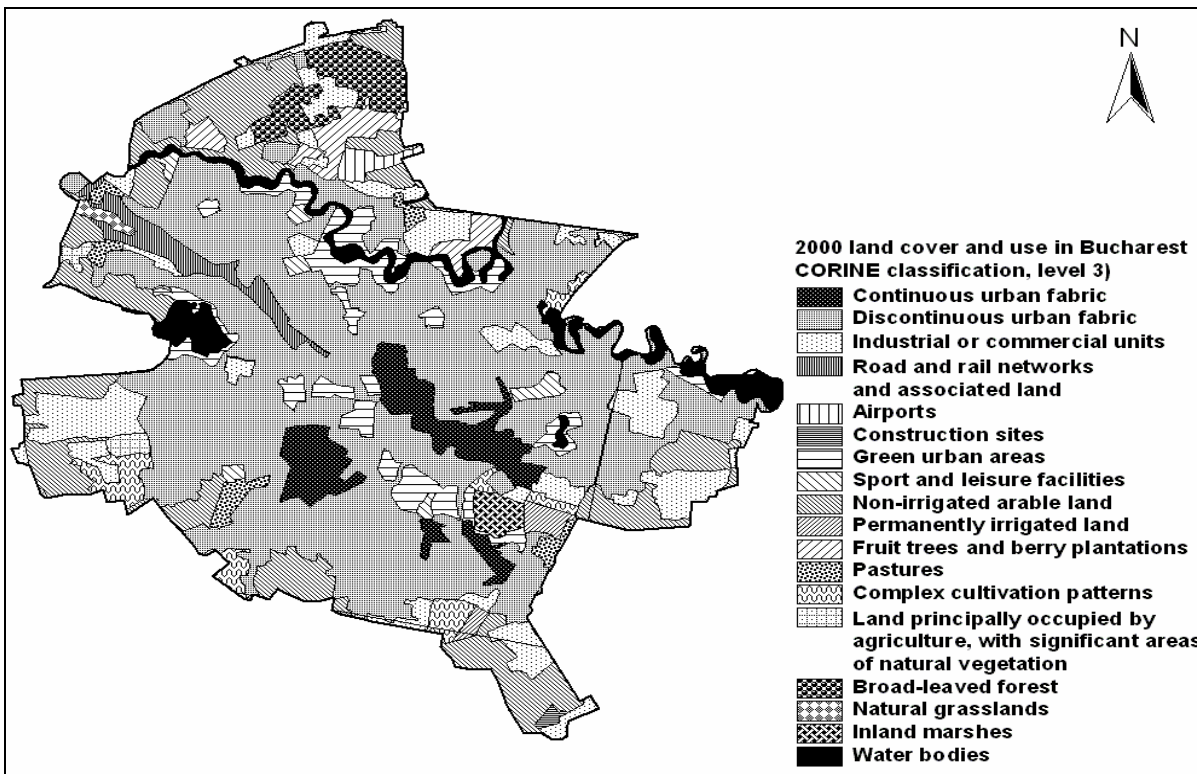 N
2000 land cover and use in Bucharest
CORINE classification, level 3)
Continuous urban fabric
Discontinuous urban fabric
Industrial or commercial units
Road and rail networks
and associated land
Airports
Construction sites
Green urban areas
Sport and leisure facilities
Non-irrigated arable land
Permanently irrigated land
Fruit trees and berry plantations
Pastures
Complex cultivation patterns
Land principally occupied by
agriculture, with significant areas
of natural vegetation
Broad-leaved forest
Natural grasslands
Inland marshes
Water bodies